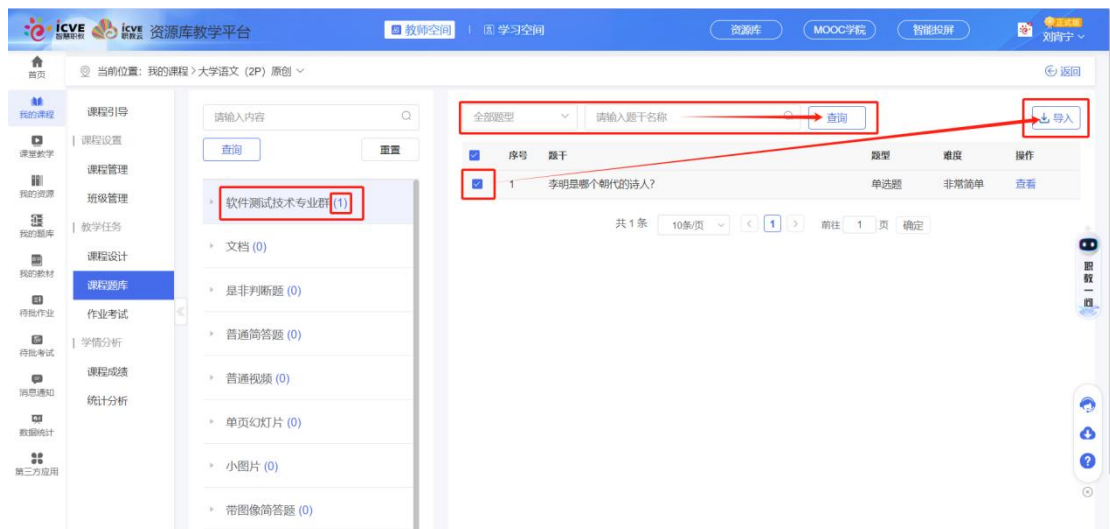 icve 智慧职教 icve 职教云 资源库教学平台 教师空间 学习空间 资源库 MOOC学院 智能投屏 正式版 刘肖宁
首页
当前位置：我的课程>大学语文（2P）原创
返回
我的课程
课堂教学
我的资源
我的题库
我的教材
待批作业
待批考试
消息通知
数据统计
第三方应用
课程引导
课程设置
课程管理
班级管理
教学任务
课程设计
课程题库
作业考试
学情分析
课程成绩
统计分析
请输入内容
查询 重置
软件测试技术专业群 (1)
文档 (0)
是非判断题 (0)
普通简答题 (0)
普通视频 (0)
单页幻灯片 (0)
小图片 (0)
带图像简答题 (0)
全部题型 请输入题干名称 查询 导入
序号 题干 题型 难度 操作
1 李明是哪个朝代的诗人？ 单选题 非常简单 查看
共 1 条 10条/页 < 1 > 前往 1 页 确定
职教一问